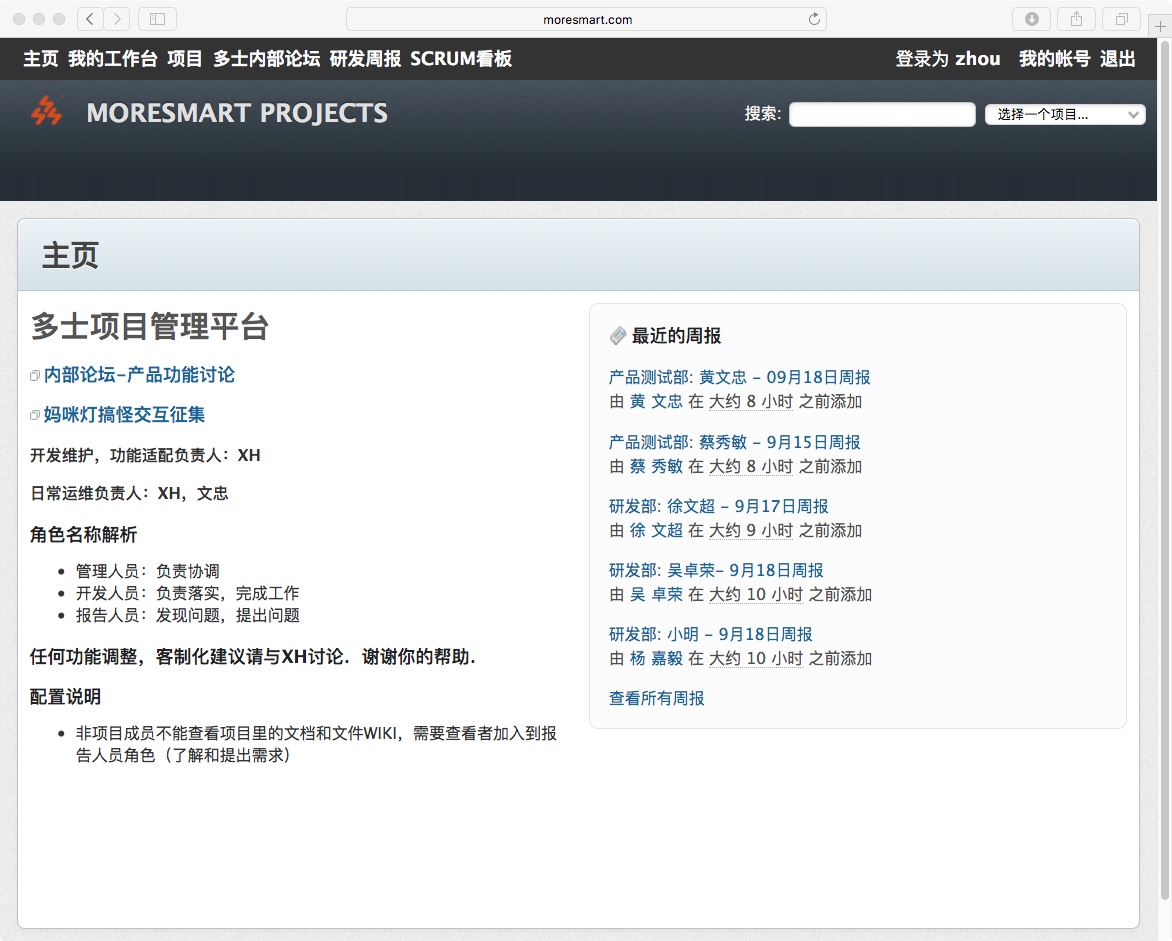 moresmart.com
主页 我的工作台 项目 多士内部论坛 研发周报 SCRUM看板
登录为 zhou 我的帐号 退出
MORESMART PROJECTS
搜索:
选择一个项目...
主页
多士项目管理平台
内部论坛-产品功能讨论
妈咪灯搞怪交互征集
开发维护，功能适配负责人：XH
日常运维负责人：XH，文忠
角色名称解析
管理人员：负责协调
开发人员：负责落实，完成工作
报告人员：发现问题，提出问题
任何功能调整，客制化建议请与XH讨论．谢谢你的帮助．
配置说明
非项目成员不能查看项目里的文档和文件WIKI，需要查看者加入到报
告人员角色（了解和提出需求）
最近的周报
产品测试部: 黄文忠 - 09月18日周报
由 黄 文忠 在 大约 8 小时 之前添加
产品测试部: 蔡秀敏 - 9月15日周报
由 蔡 秀敏 在 大约 8 小时 之前添加
研发部: 徐文超 - 9月17日周报
由 徐 文超 在 大约 9 小时 之前添加
研发部: 吴卓荣- 9月18日周报
由 吴 卓荣 在 大约 10 小时 之前添加
研发部: 小明 - 9月18日周报
由 杨 嘉毅 在 大约 10 小时 之前添加
查看所有周报